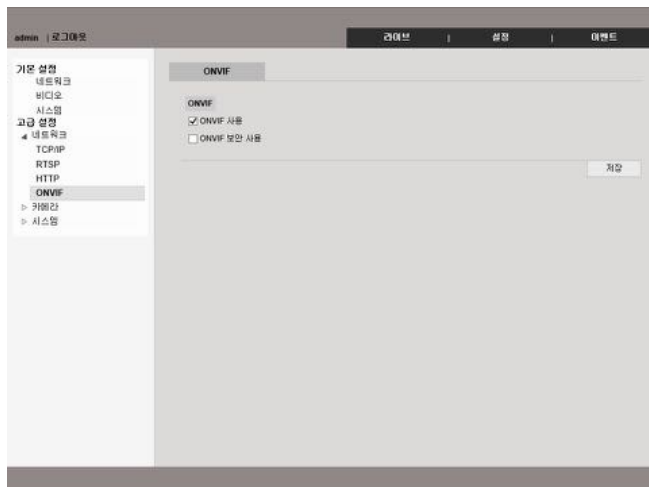 admin | 로그아웃
라이브 | 설정 | 이벤트
기본 설정
네트워크
비디오
시스템
고급 설정
네트워크
TCP/IP
RTSP
HTTP
ONVIF
카메라
시스템
ONVIF
ONVIF
ONVIF 사용
ONVIF 보안 사용
저장